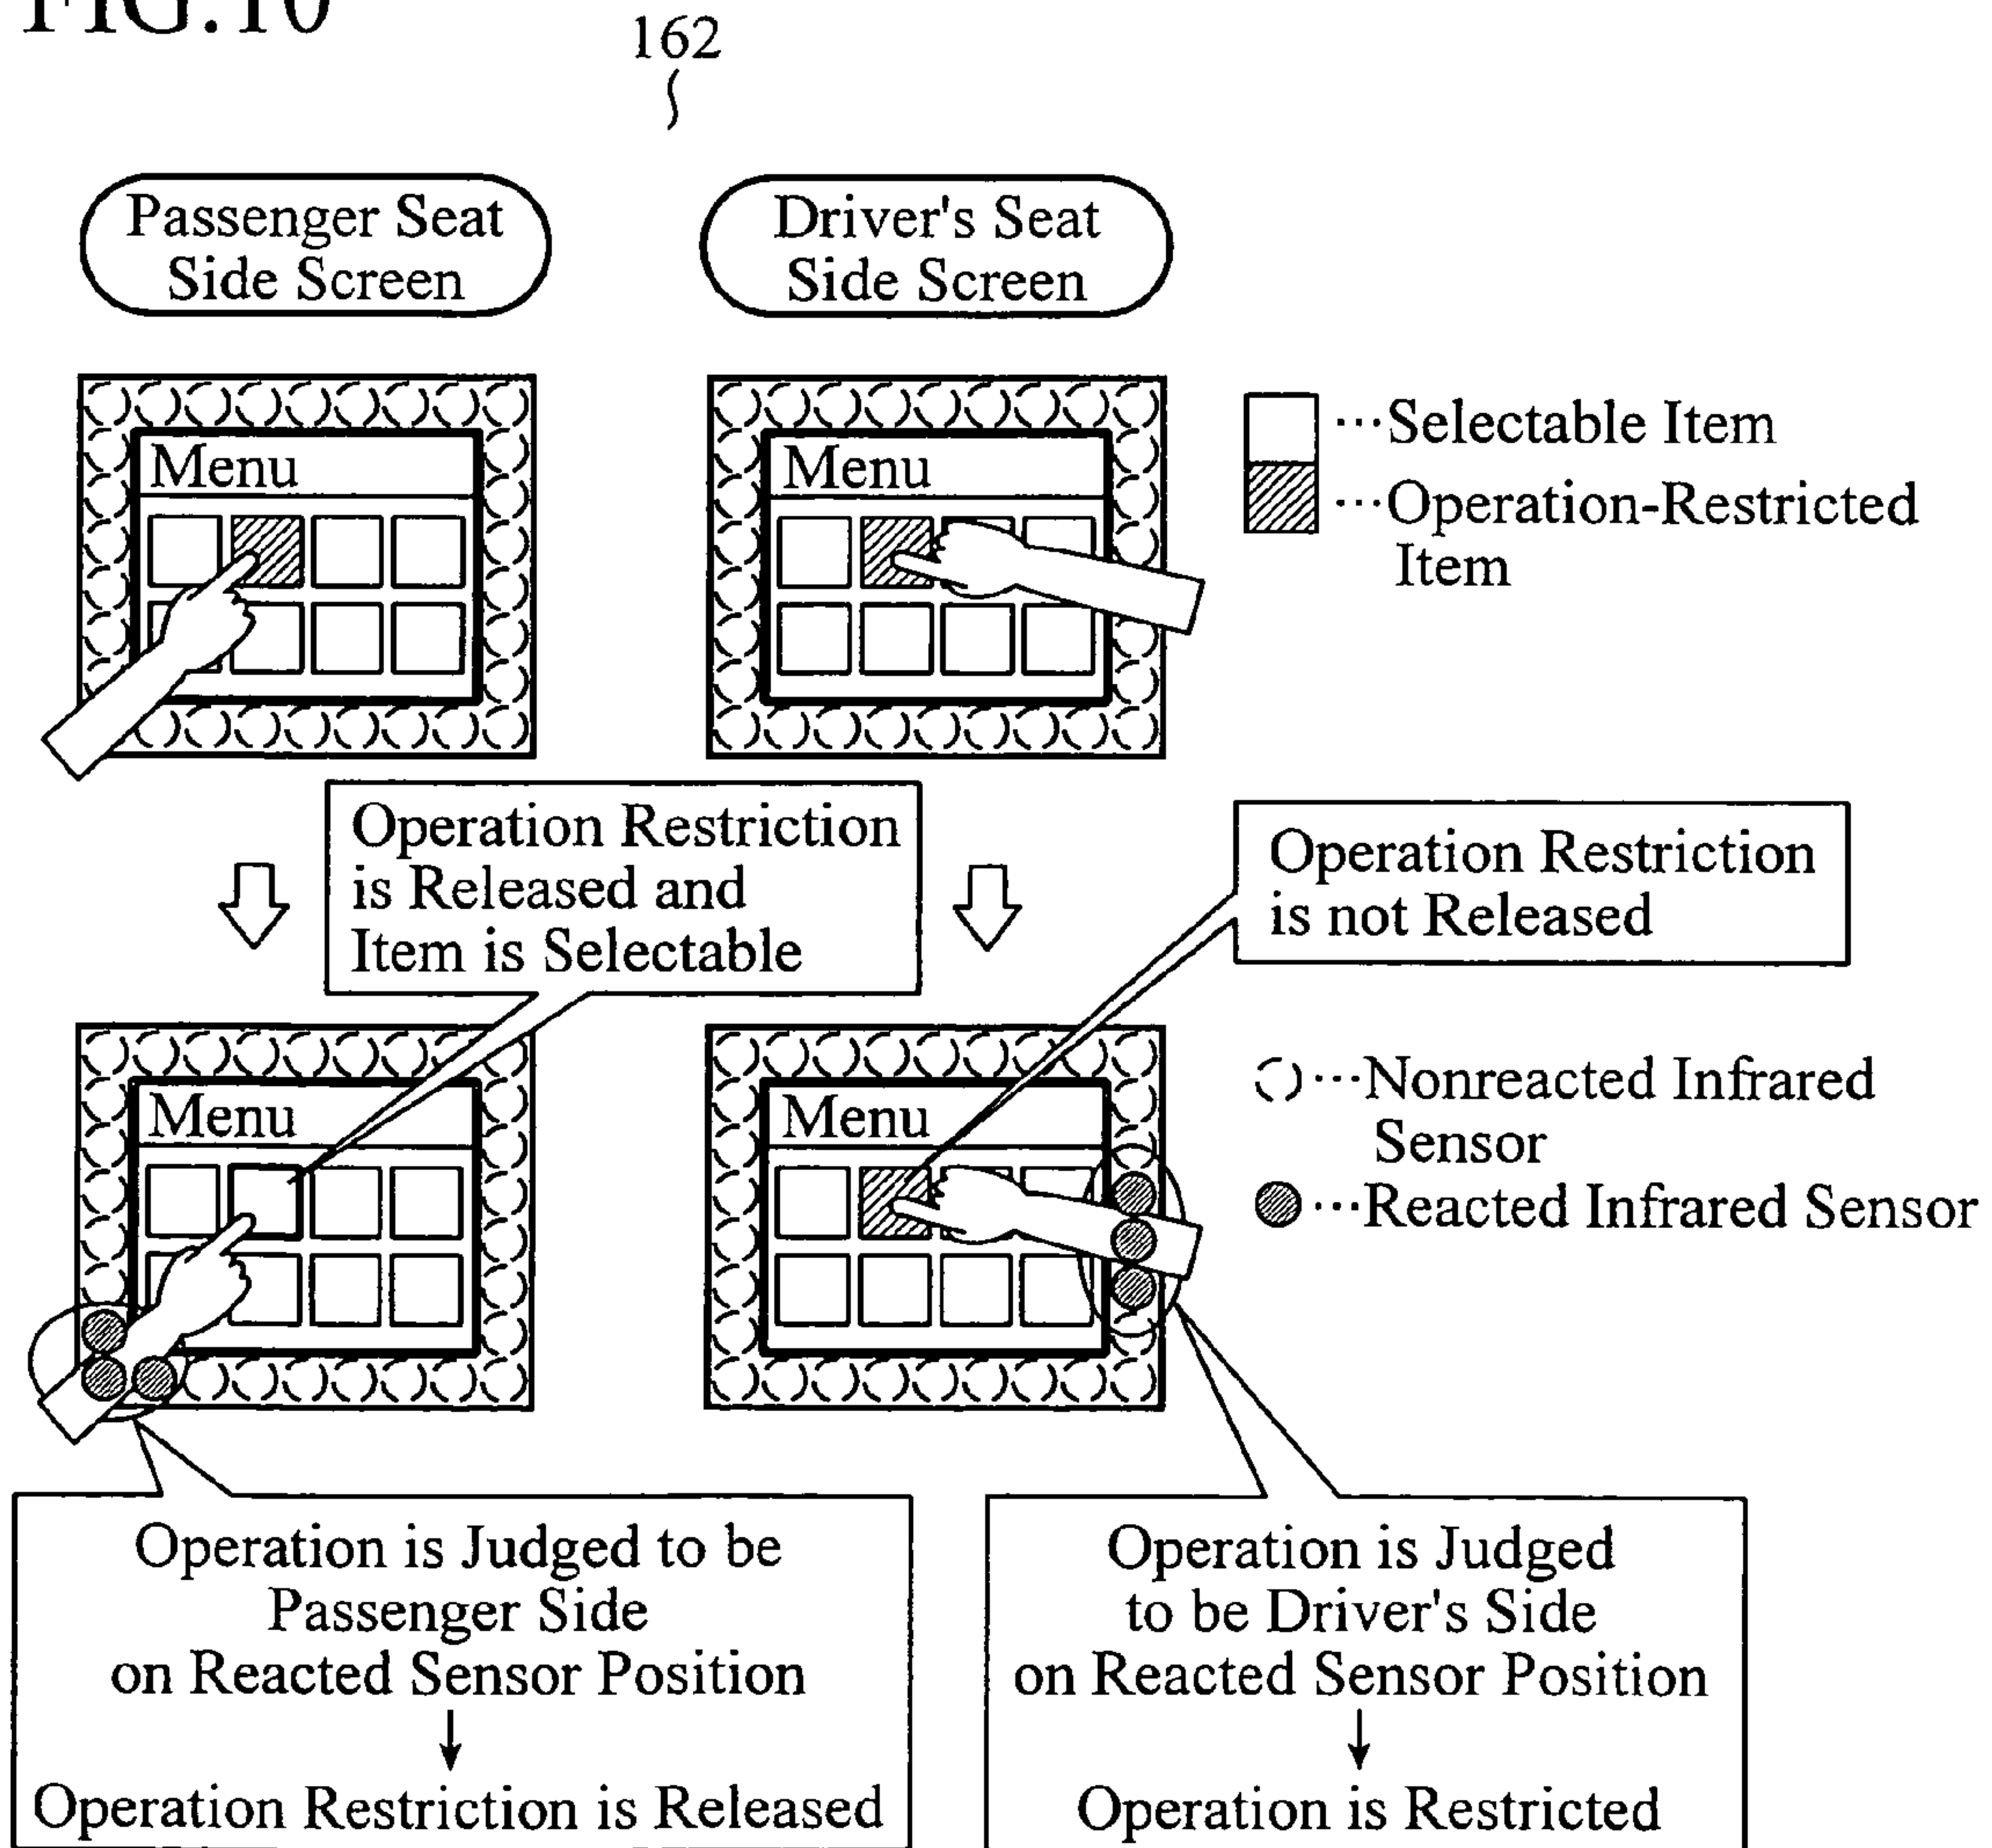 FIG.10
162
Passenger Seat
Side Screen
Driver's Seat
Side Screen
Menu
Menu
···Selectable Item
···Operation-Restricted
Item
Operation Restriction
is Released and
Item is Selectable
Operation Restriction
is not Released
Menu
Menu
···Nonreacted Infrared
Sensor
···Reacted Infrared Sensor
Operation is Judged to be
Passenger Side
on Reacted Sensor Position
Operation Restriction is Released
Operation is Judged
to be Driver's Side
on Reacted Sensor Position
Operation is Restricted